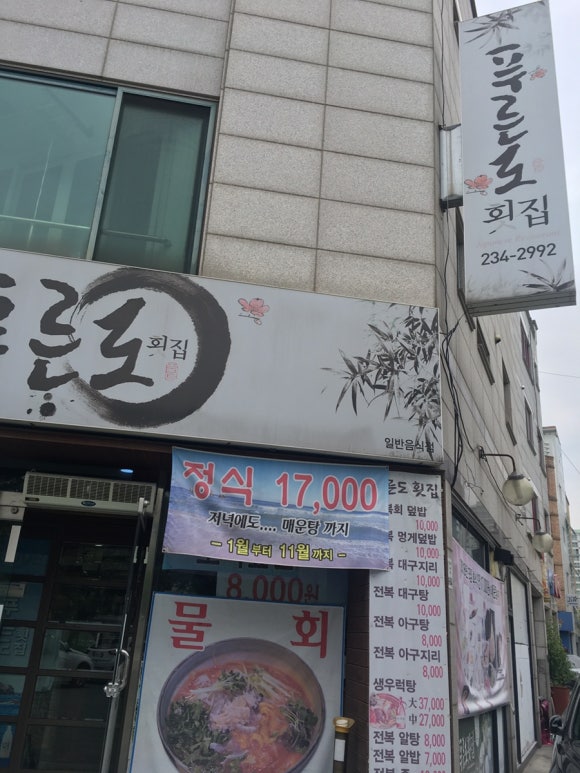 푸른도
횟집
234-2992
른도 횟집
일반음식점
정식 17,000
저녁에도.... 매운탕 까지
- 1월부터 11월까지 -
8,000원
물 회
른도 횟집
회 덮밥
10,000
멍게덮밥
10,000
전복 대구지리
10,000
전복 대구탕
10,000
전복 아구탕
8,000
전복 아구지리
8,000
생우럭탕
大 37,000
中 27,000
전복 알탕 8,000
전복 알밥 7,000